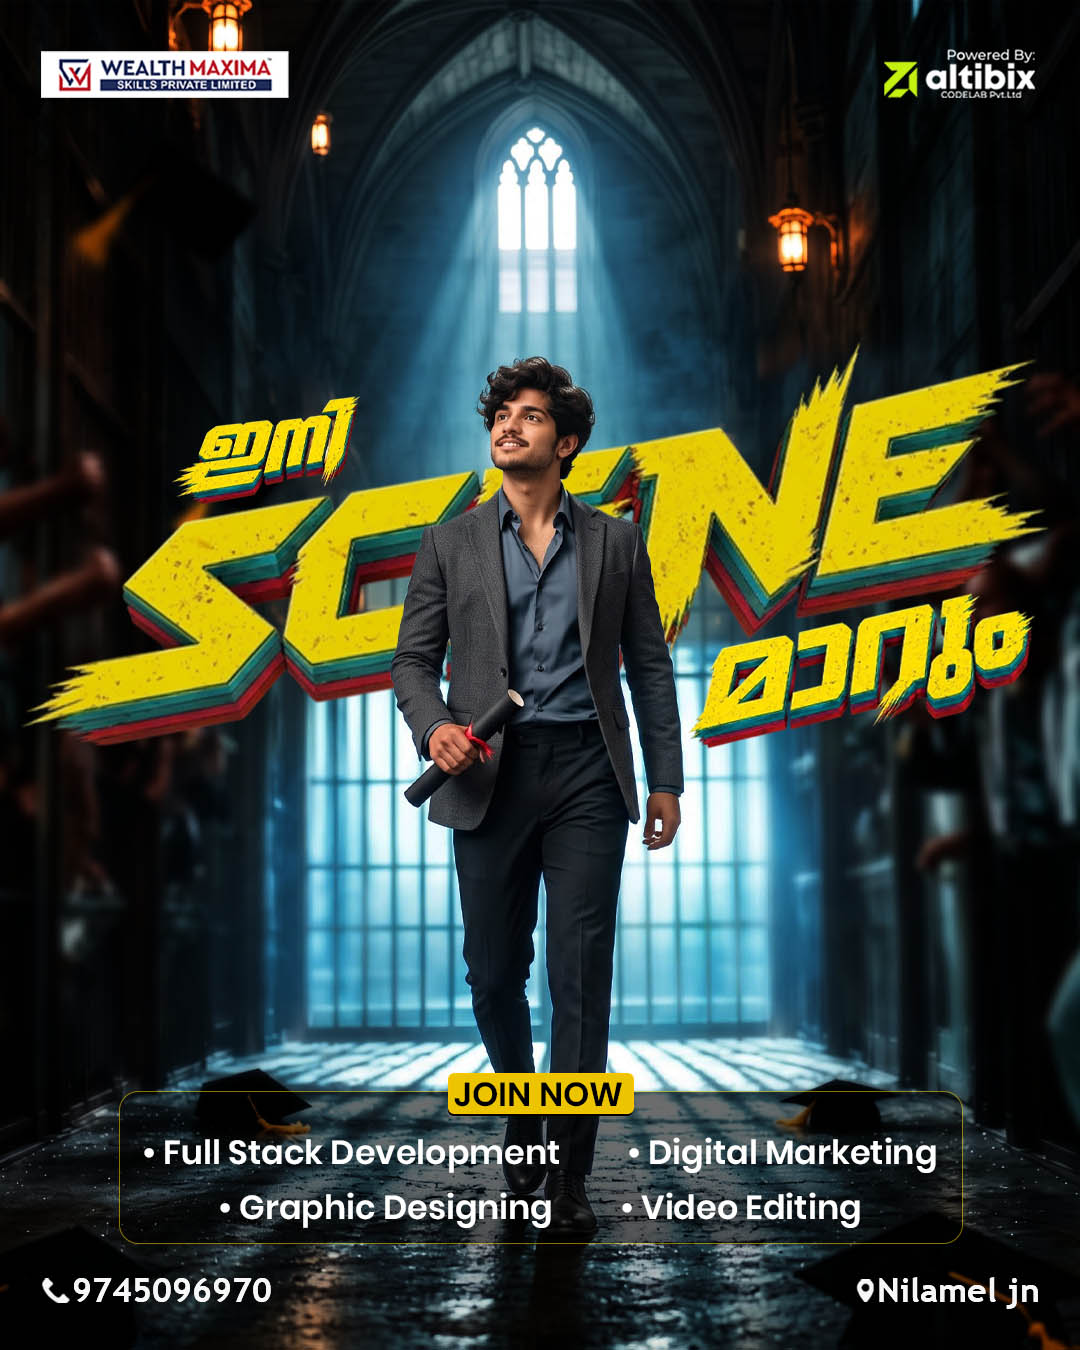 WEALTH MAXIMA
SKILLS PRIVATE LIMITED
Powered By:
altibix
CODELAB Pvt.Ltd
ഇനി
SCENE
മാറും
JOIN NOW
• Full Stack Development • Digital Marketing
• Graphic Designing • Video Editing
9745096970
Nilamel jn